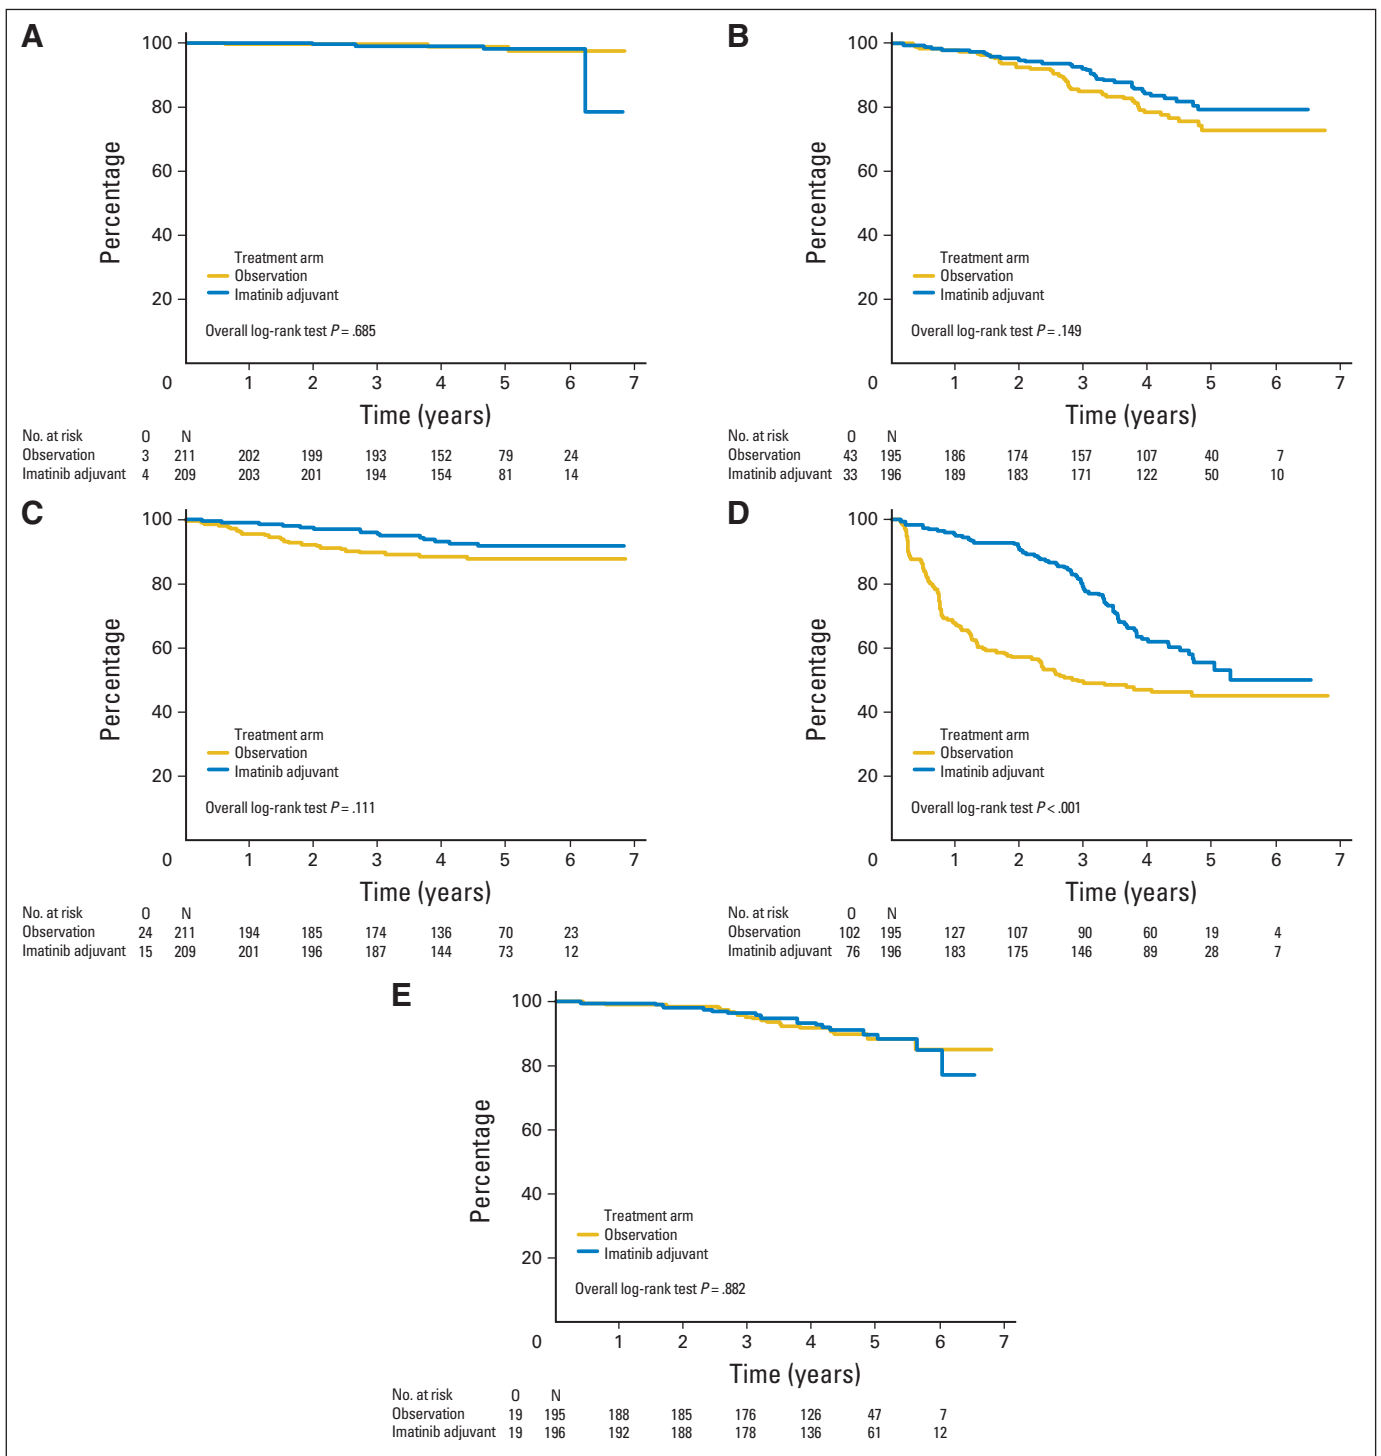 A
100
80
60
40
20
0
Percentage
Treatment arm
Observation
Imatinib adjuvant
Overall log-rank test P = .685
1 2 3 4 5 6 7
Time (years)
No. at risk O N
Observation 3 211 202 199 193 152 79 24
Imatinib adjuvant 4 209 203 201 194 154 81 14
B
100
80
60
40
20
0
Percentage
Treatment arm
Observation
Imatinib adjuvant
Overall log-rank test P = .149
1 2 3 4 5 6 7
Time (years)
No. at risk O N
Observation 43 195 186 174 157 107 40 7
Imatinib adjuvant 33 196 189 183 171 122 50 10
C
100
80
60
40
20
0
Percentage
Treatment arm
Observation
Imatinib adjuvant
Overall log-rank test P = .111
1 2 3 4 5 6 7
Time (years)
No. at risk O N
Observation 24 211 194 185 174 136 70 23
Imatinib adjuvant 15 209 201 196 187 144 73 12
D
100
80
60
40
20
0
Percentage
Treatment arm
Observation
Imatinib adjuvant
Overall log-rank test P < .001
1 2 3 4 5 6 7
Time (years)
No. at risk O N
Observation 102 195 127 107 90 60 19 4
Imatinib adjuvant 76 196 183 175 146 89 28 7
E
100
80
60
40
20
0
Percentage
Treatment arm
Observation
Imatinib adjuvant
Overall log-rank test P = .882
1 2 3 4 5 6 7
Time (years)
No. at risk O N
Observation 19 195 188 185 176 126 47 7
Imatinib adjuvant 19 196 192 188 178 136 61 12